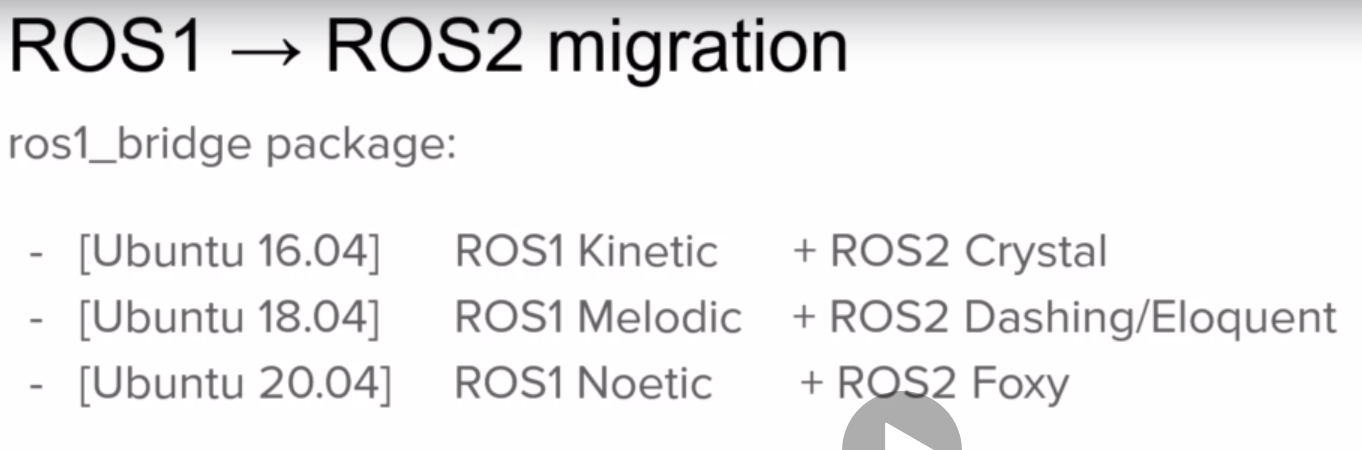 ROS1 → ROS2 migration
ros1_bridge package:
- [Ubuntu 16.04] ROS1 Kinetic + ROS2 Crystal
- [Ubuntu 18.04] ROS1 Melodic + ROS2 Dashing/Eloquent
- [Ubuntu 20.04] ROS1 Noetic + ROS2 Foxy